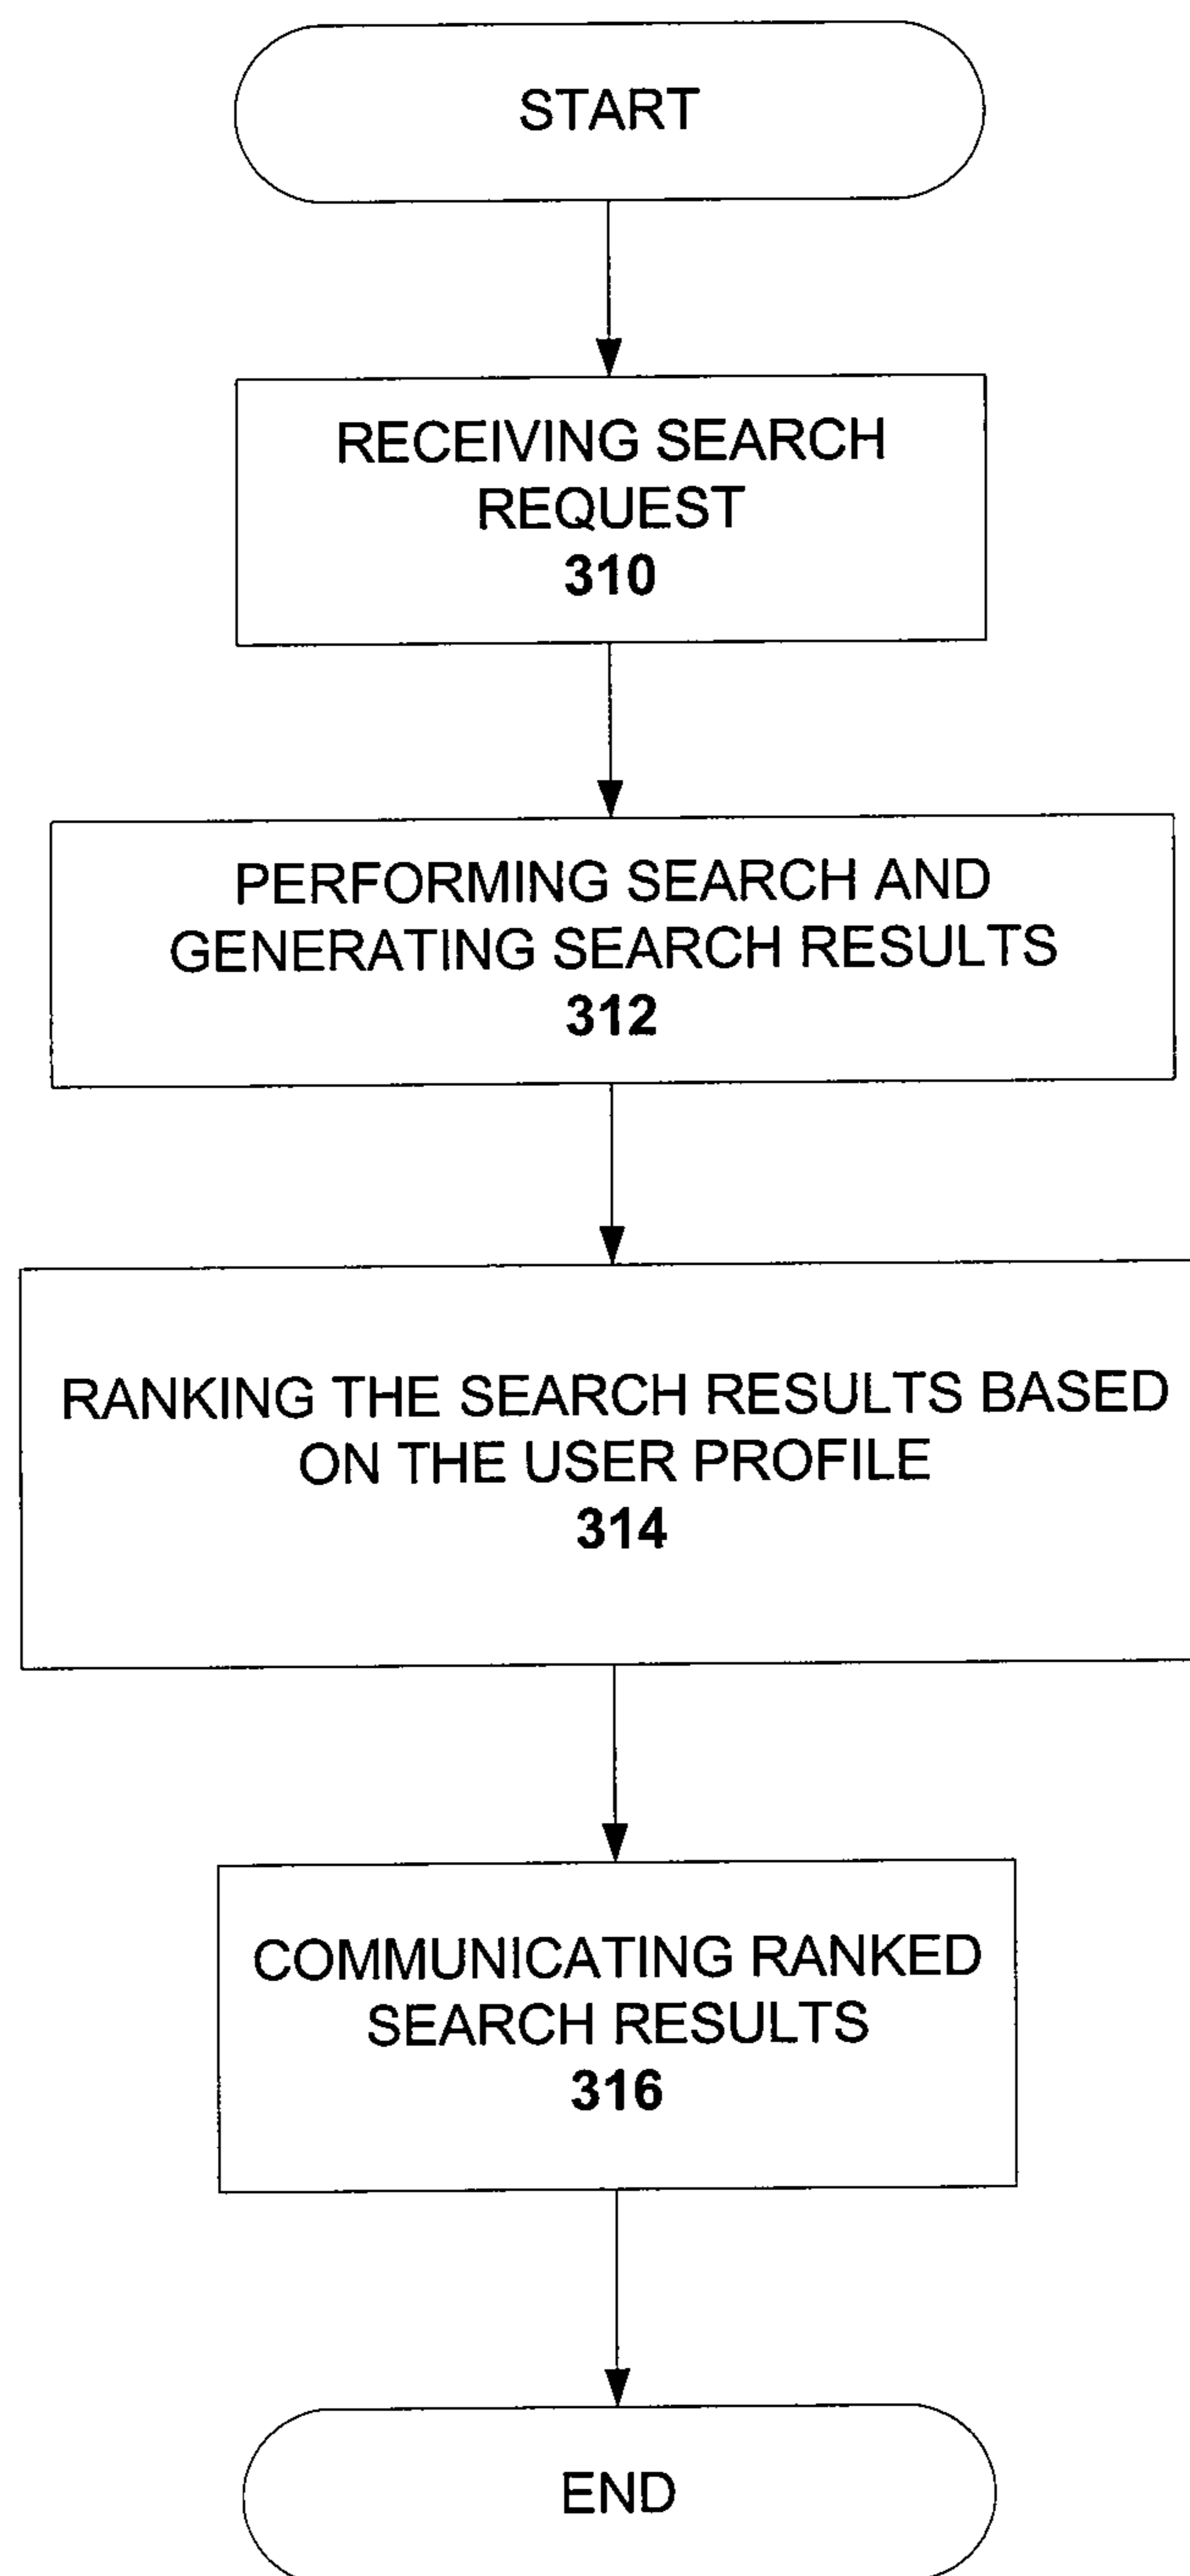 START
RECEIVING SEARCH
REQUEST
310
PERFORMING SEARCH AND
GENERATING SEARCH RESULTS
312
RANKING THE SEARCH RESULTS BASED
ON THE USER PROFILE
314
COMMUNICATING RANKED
SEARCH RESULTS
316
END